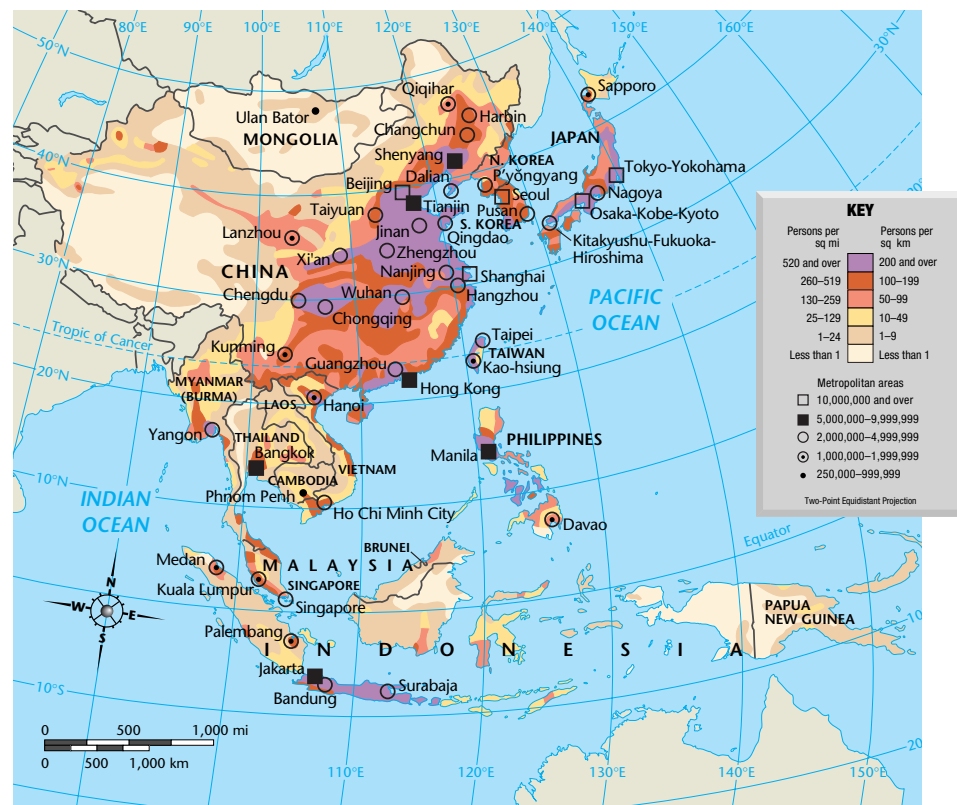 80°E
90°E
100°E
110°E
120°E
130°E
140°E
150°E
160°E
50°N
30°N
Qiqihar
Sapporo
Ulan Bator
Harbin
MONGOLIA
Changchun
JAPAN
40°N
Shenyang
N. KOREA
Tokyo-Yokohama
Dalian
P'yŏngyang
Beijing
Seoul
Nagoya
Tianjin
Taiyuan
Pusan
Osaka-Kobe-Kyoto
Jinan
S. KOREA
Lanzhou
Qingdao
Kitakyushu-Fukuoka-
Hiroshima
Zhengzhou
Xi'an
30°N
CHINA
Nanjing
Shanghai
Chengdu
Wuhan
Hangzhou
PACIFIC
OCEAN
Chongqing
Tropic of Cancer
Taipei
Kunming
TAIWAN
Guangzhou
Kao-hsiung
20°N
Hong Kong
MYANMAR
(BURMA)
LAOS
Hanoi
Yangon
THAILAND
PHILIPPINES
Bangkok
Manila
VIETNAM
10°N
CAMBODIA
INDIAN
OCEAN
Phnom Penh
Ho Chi Minh City
Davao
Equator
BRUNEI
Medan
MALAYSIA
Kuala Lumpur
SINGAPORE
Singapore
N
W
E
S
PAPUA
NEW GUINEA
10
Palembang
INDONESIA
Jakarta
10°S
Bandung
Surabaja
0 500 1,000 mi
0 500 1,000 km
20
110°E
120°E
130°E
140°E
150°E
KEY
Persons per
sq mi
Persons per
sq km
520 and over
200 and over
260–519
100–199
130–259
50–99
25–129
10–49
1–24
1–9
Less than 1
Less than 1
Metropolitan areas
10,000,000 and over
5,000,000–9,999,999
2,000,000–4,999,999
1,000,000–1,999,999
250,000–999,999
Two-Point Equidistant Projection